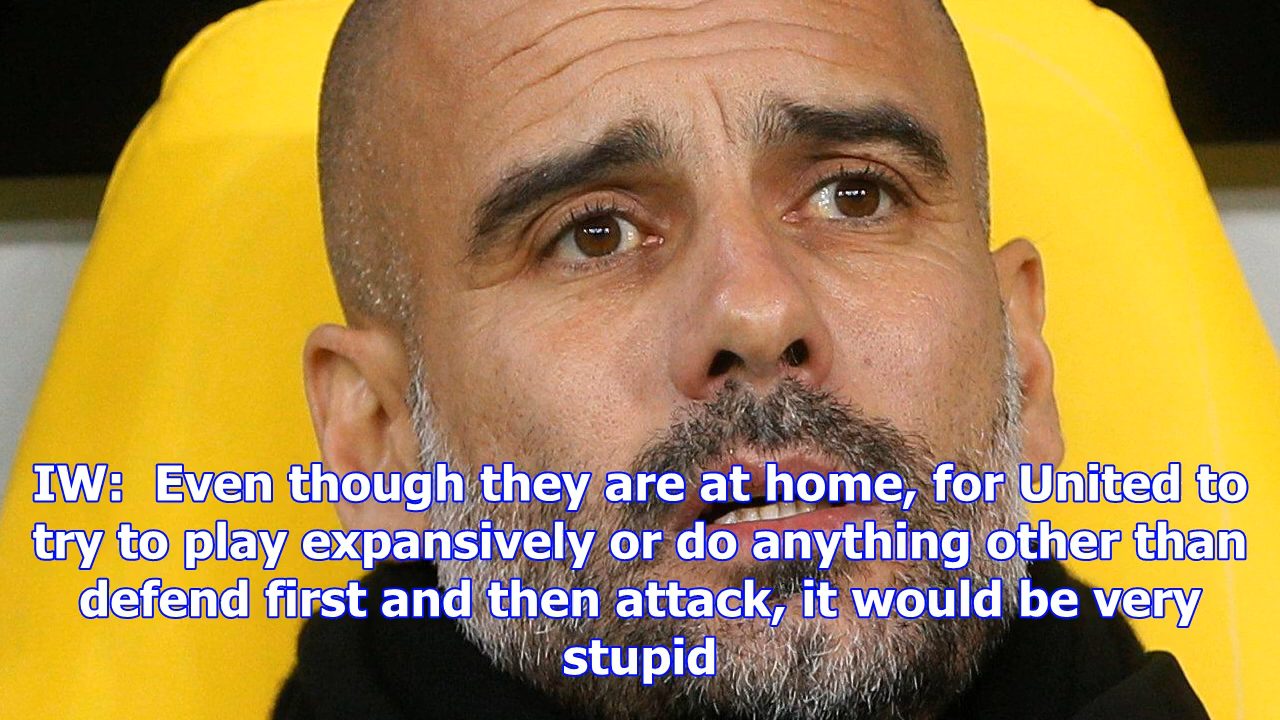 IW:  Even though they are at home, for United to
try to play expansively or do anything other than
defend first and then attack, it would be very
stupid